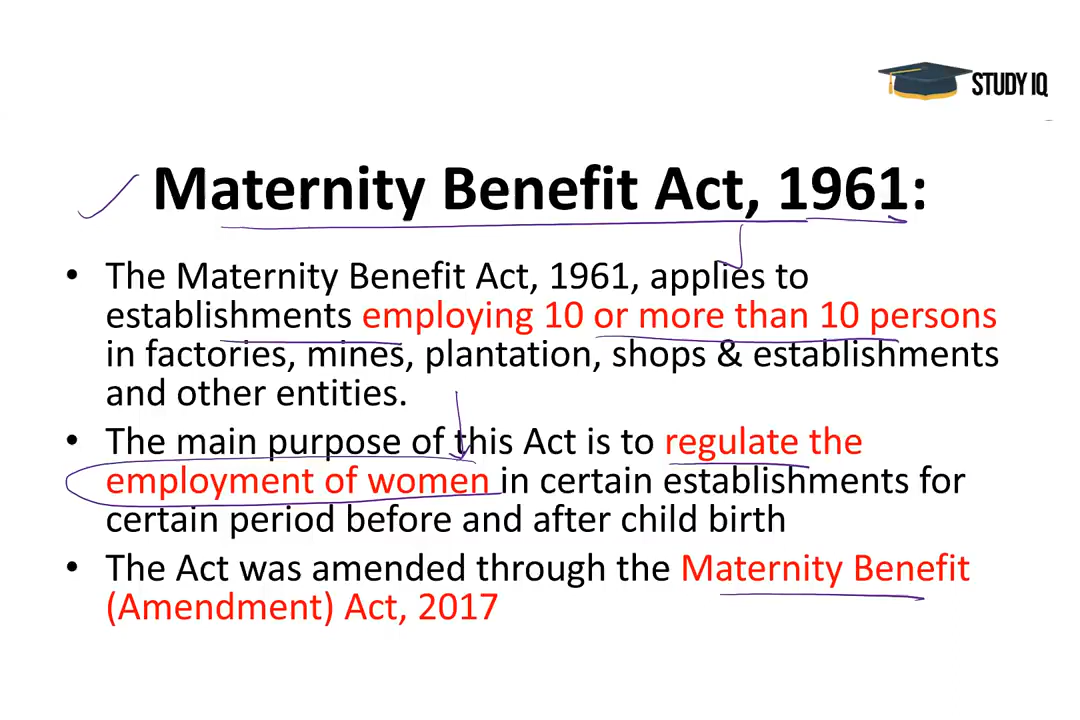 STUDY IQ
Maternity Benefit Act, 1961:
• The Maternity Benefit Act, 1961, applies to
establishments employing 10 or more than 10 persons
in factories, mines, plantation, shops & establishments
and other entities.
• The main purpose of this Act is to regulate the
employment of women in certain establishments for
certain period before and after child birth
• The Act was amended through the Maternity Benefit
(Amendment) Act, 2017